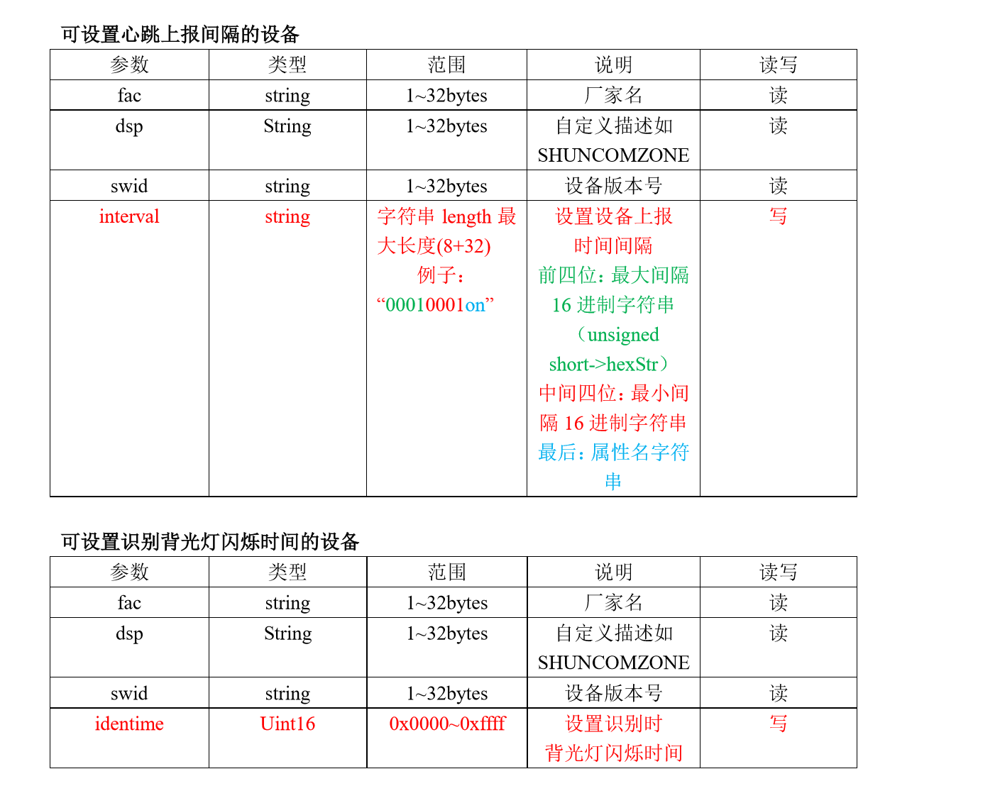 可设置心跳上报间隔的设备
参数 类型 范围 说明 读写
fac string 1~32bytes 厂家名 读
dsp String 1~32bytes 自定义描述如 读
SHUNCOMZONE
swid string 1~32bytes 设备版本号 读
interval string 字符串 length 最 设置设备上报 写
大长度(8+32) 时间间隔
例子： 前四位：最大间隔
“00010001on” 16 进制字符串
（unsigned
short->hexStr）
中间四位：最小间
隔 16 进制字符串
最后：属性名字符
串
可设置识别背光灯闪烁时间的设备
参数 类型 范围 说明 读写
fac string 1~32bytes 厂家名 读
dsp String 1~32bytes 自定义描述如 读
SHUNCOMZONE
swid string 1~32bytes 设备版本号 读
identime Uint16 0x0000~0xffff 设置识别时 写
背光灯闪烁时间